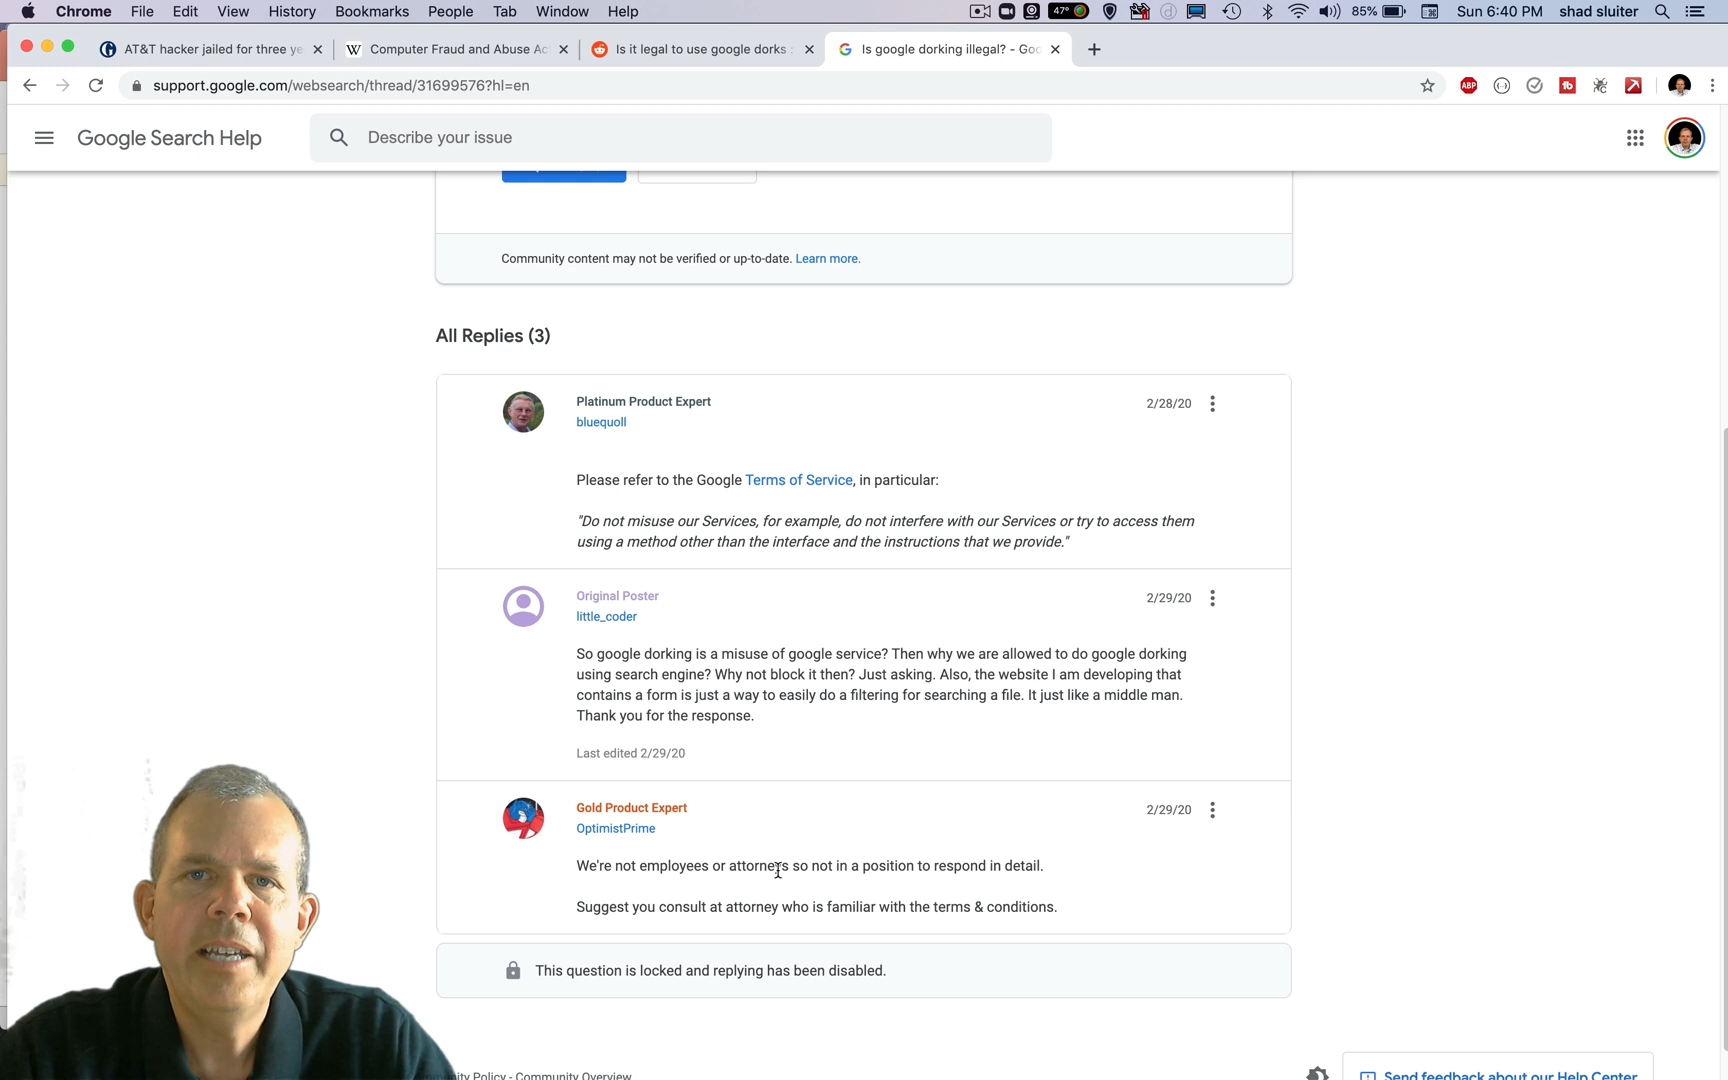 Chrome File Edit View History Bookmarks People Tab Window Help 47° 85% Sun 6:40 PM shad sluiter
AT&T hacker jailed for three ye
W Computer Fraud and Abuse Ac
Is it legal to use google dorks :
G Is google dorking illegal? - Goo
support.google.com/websearch/thread/31699576?hl=en
ABP
Google Search Help
Describe your issue
Community content may not be verified or up-to-date. Learn more.
All Replies (3)
Platinum Product Expert
2/28/20
bluequoll
Please refer to the Google Terms of Service, in particular:
"Do not misuse our Services, for example, do not interfere with our Services or try to access them
using a method other than the interface and the instructions that we provide."
Original Poster
2/29/20
little_coder
So google dorking is a misuse of google service? Then why we are allowed to do google dorking
using search engine? Why not block it then? Just asking. Also, the website I am developing that
contains a form is just a way to easily do a filtering for searching a file. It just like a middle man.
Thank you for the response.
Last edited 2/29/20
Gold Product Expert
2/29/20
OptimistPrime
We're not employees or attorneys so not in a position to respond in detail.
Suggest you consult at attorney who is familiar with the terms & conditions.
This question is locked and replying has been disabled.
Policy - Community Overview
Send feedback about our Help Center